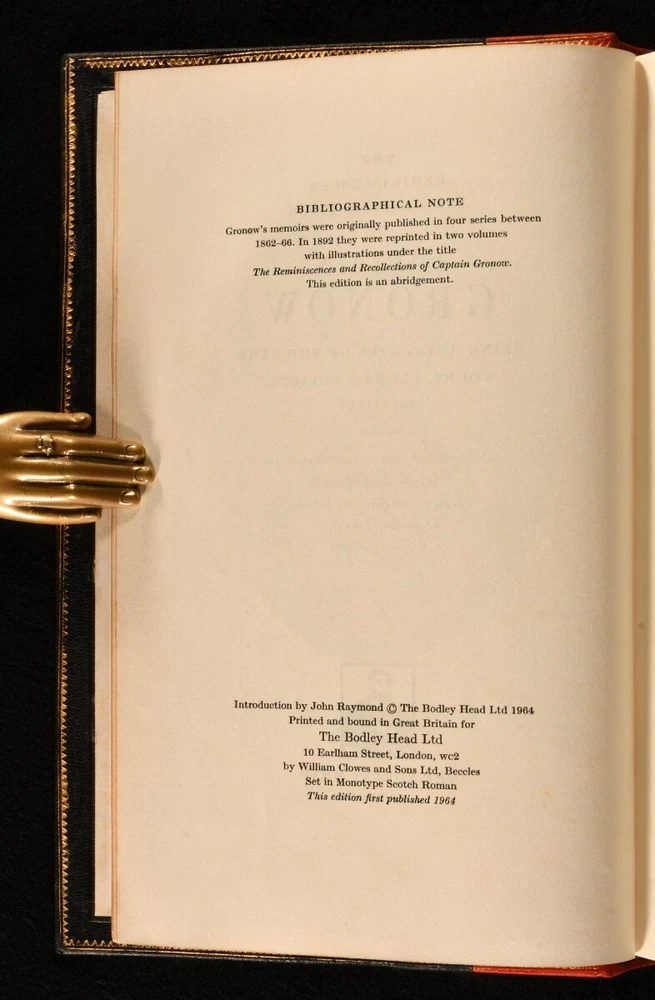 BIBLIOGRAPHICAL NOTE
Gronow's memoirs were originally published in four series between
1862–66. In 1892 they were reprinted in two volumes
with illustrations under the title
The Reminiscences and Recollections of Captain Gronow.
This edition is an abridgement.
GRONOW
Introduction by John Raymond © The Bodley Head Ltd 1964
Printed and bound in Great Britain for
The Bodley Head Ltd
10 Earlham Street, London, WC2
by William Clowes and Sons Ltd, Beccles
Set in Monotype Scotch Roman
This edition first published 1964